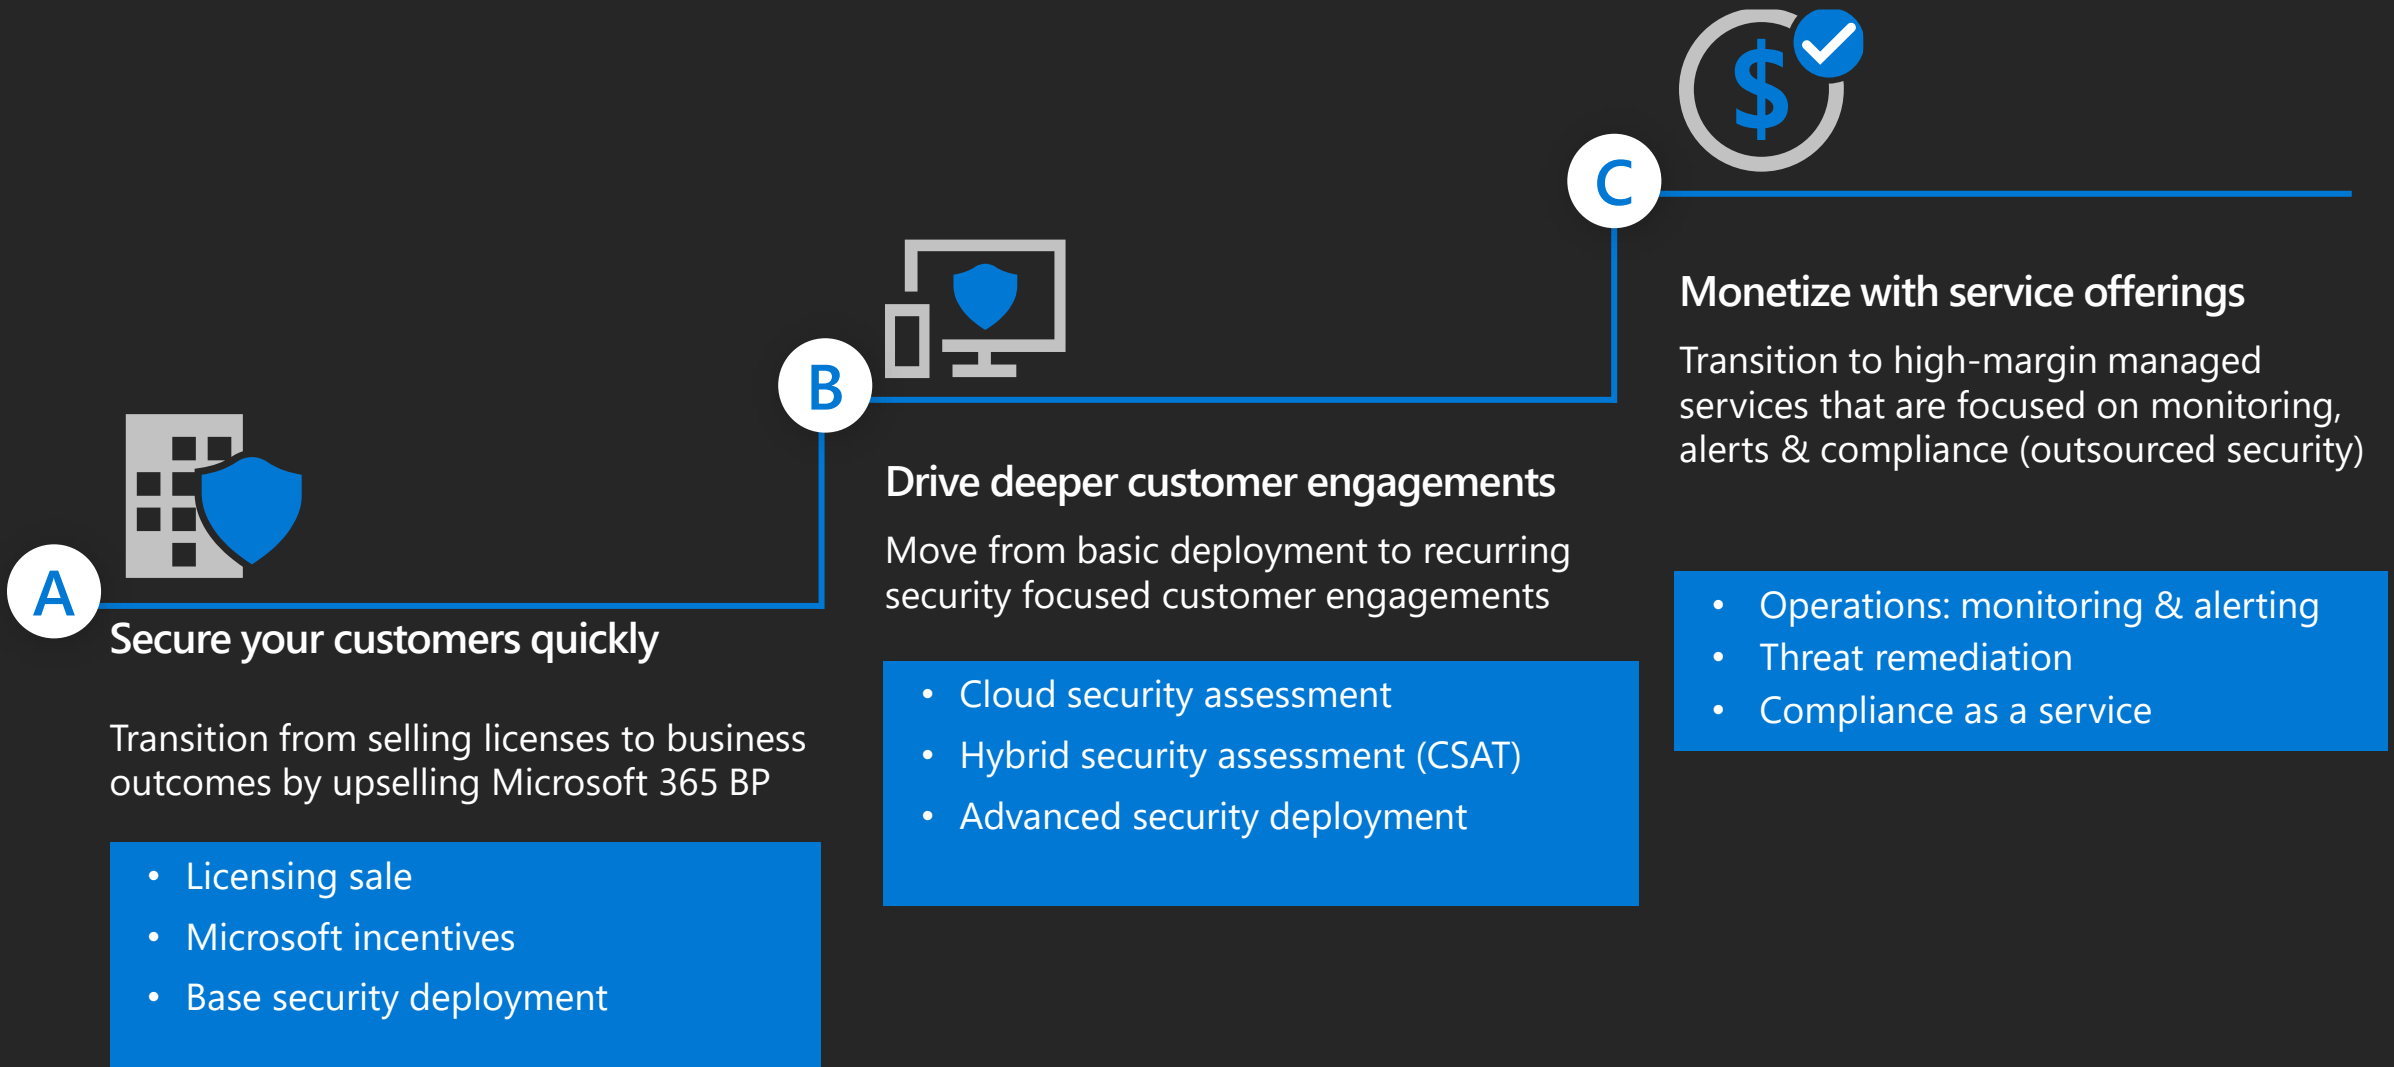 A
Secure your customers quickly
Transition from selling licenses to business
outcomes by upselling Microsoft 365 BP
• Licensing sale
• Microsoft incentives
• Base security deployment
B
Drive deeper customer engagements
Move from basic deployment to recurring
security focused customer engagements
• Cloud security assessment
• Hybrid security assessment (CSAT)
• Advanced security deployment
C
$
Monetize with service offerings
Transition to high-margin managed
services that are focused on monitoring,
alerts & compliance (outsourced security)
• Operations: monitoring & alerting
• Threat remediation
• Compliance as a service